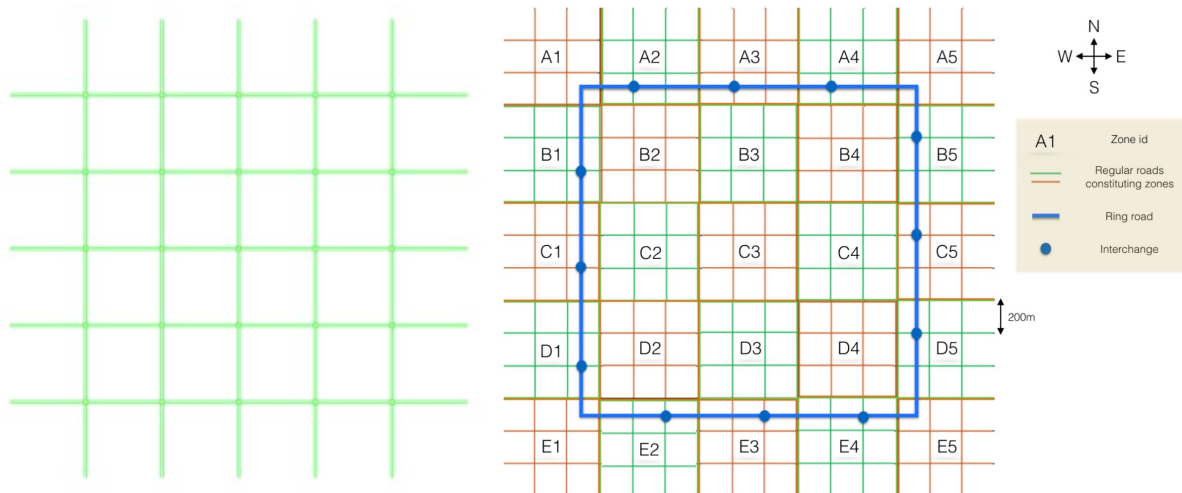 A1 A2 A3 A4 A5
B1 B2 B3 B4 B5
C1 C2 C3 C4 C5
D1 D2 D3 D4 D5
E1 E2 E3 E4 E5
200m
N
W E
S
A1 Zone id
Regular roads
constituting zones
Ring road
Interchange